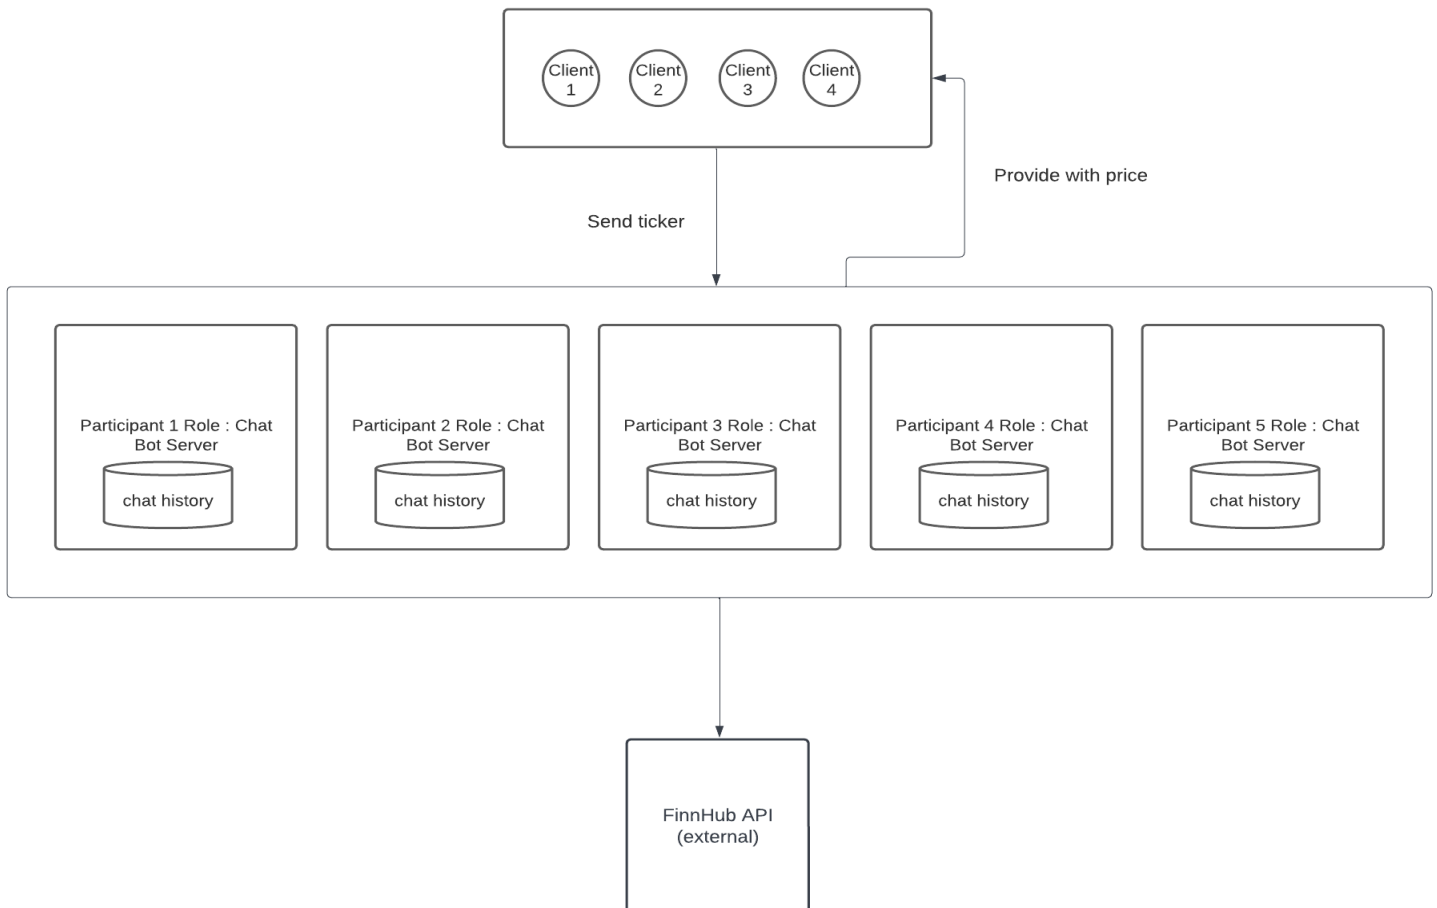 Client
1
Client
2
Client
3
Client
4
Provide with price
Send ticker
Participant 1 Role : Chat
Bot Server
chat history
Participant 2 Role : Chat
Bot Server
chat history
Participant 3 Role : Chat
Bot Server
chat history
Participant 4 Role : Chat
Bot Server
chat history
Participant 5 Role : Chat
Bot Server
chat history
FinnHub API
(external)